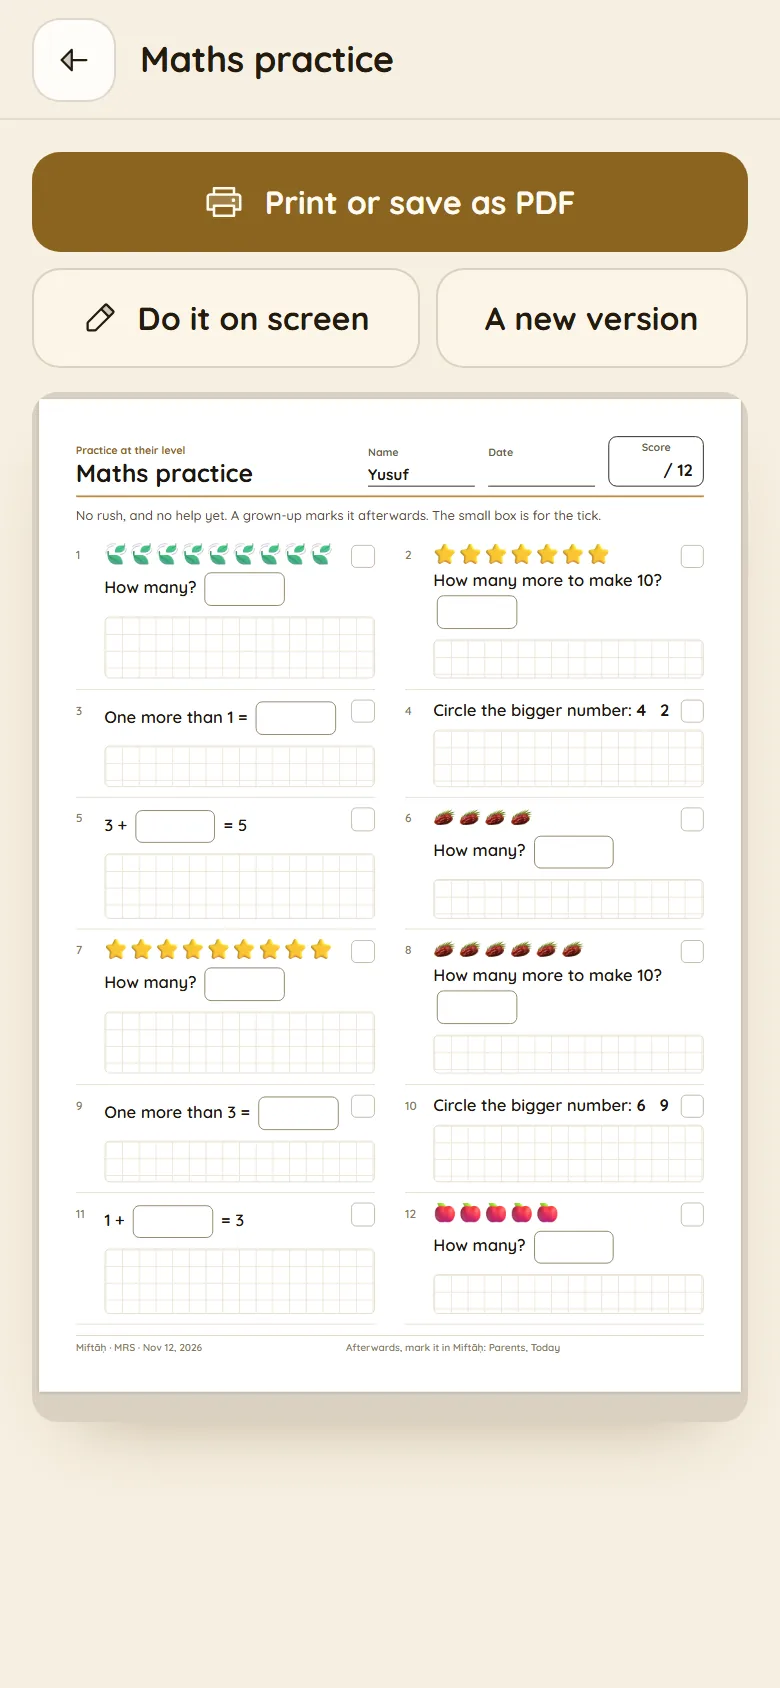 Maths practice
Print or save as PDF
Do it on screen
A new version
Practice at their level
Maths practice
Name
Yusuf
Date
Score
/ 12
No rush, and no help yet. A grown-up marks it afterwards. The small box is for the tick.
1
How many?
2
How many more to make 10?
3
One more than 1 =
4
Circle the bigger number: 4 2
5
3 + = 5
6
How many?
7
How many?
8
How many more to make 10?
9
One more than 3 =
10
Circle the bigger number: 6 9
11
1 + = 3
12
How many?
Miftāḥ · MRS · Nov 12, 2026
Afterwards, mark it in Miftāḥ: Parents, Today